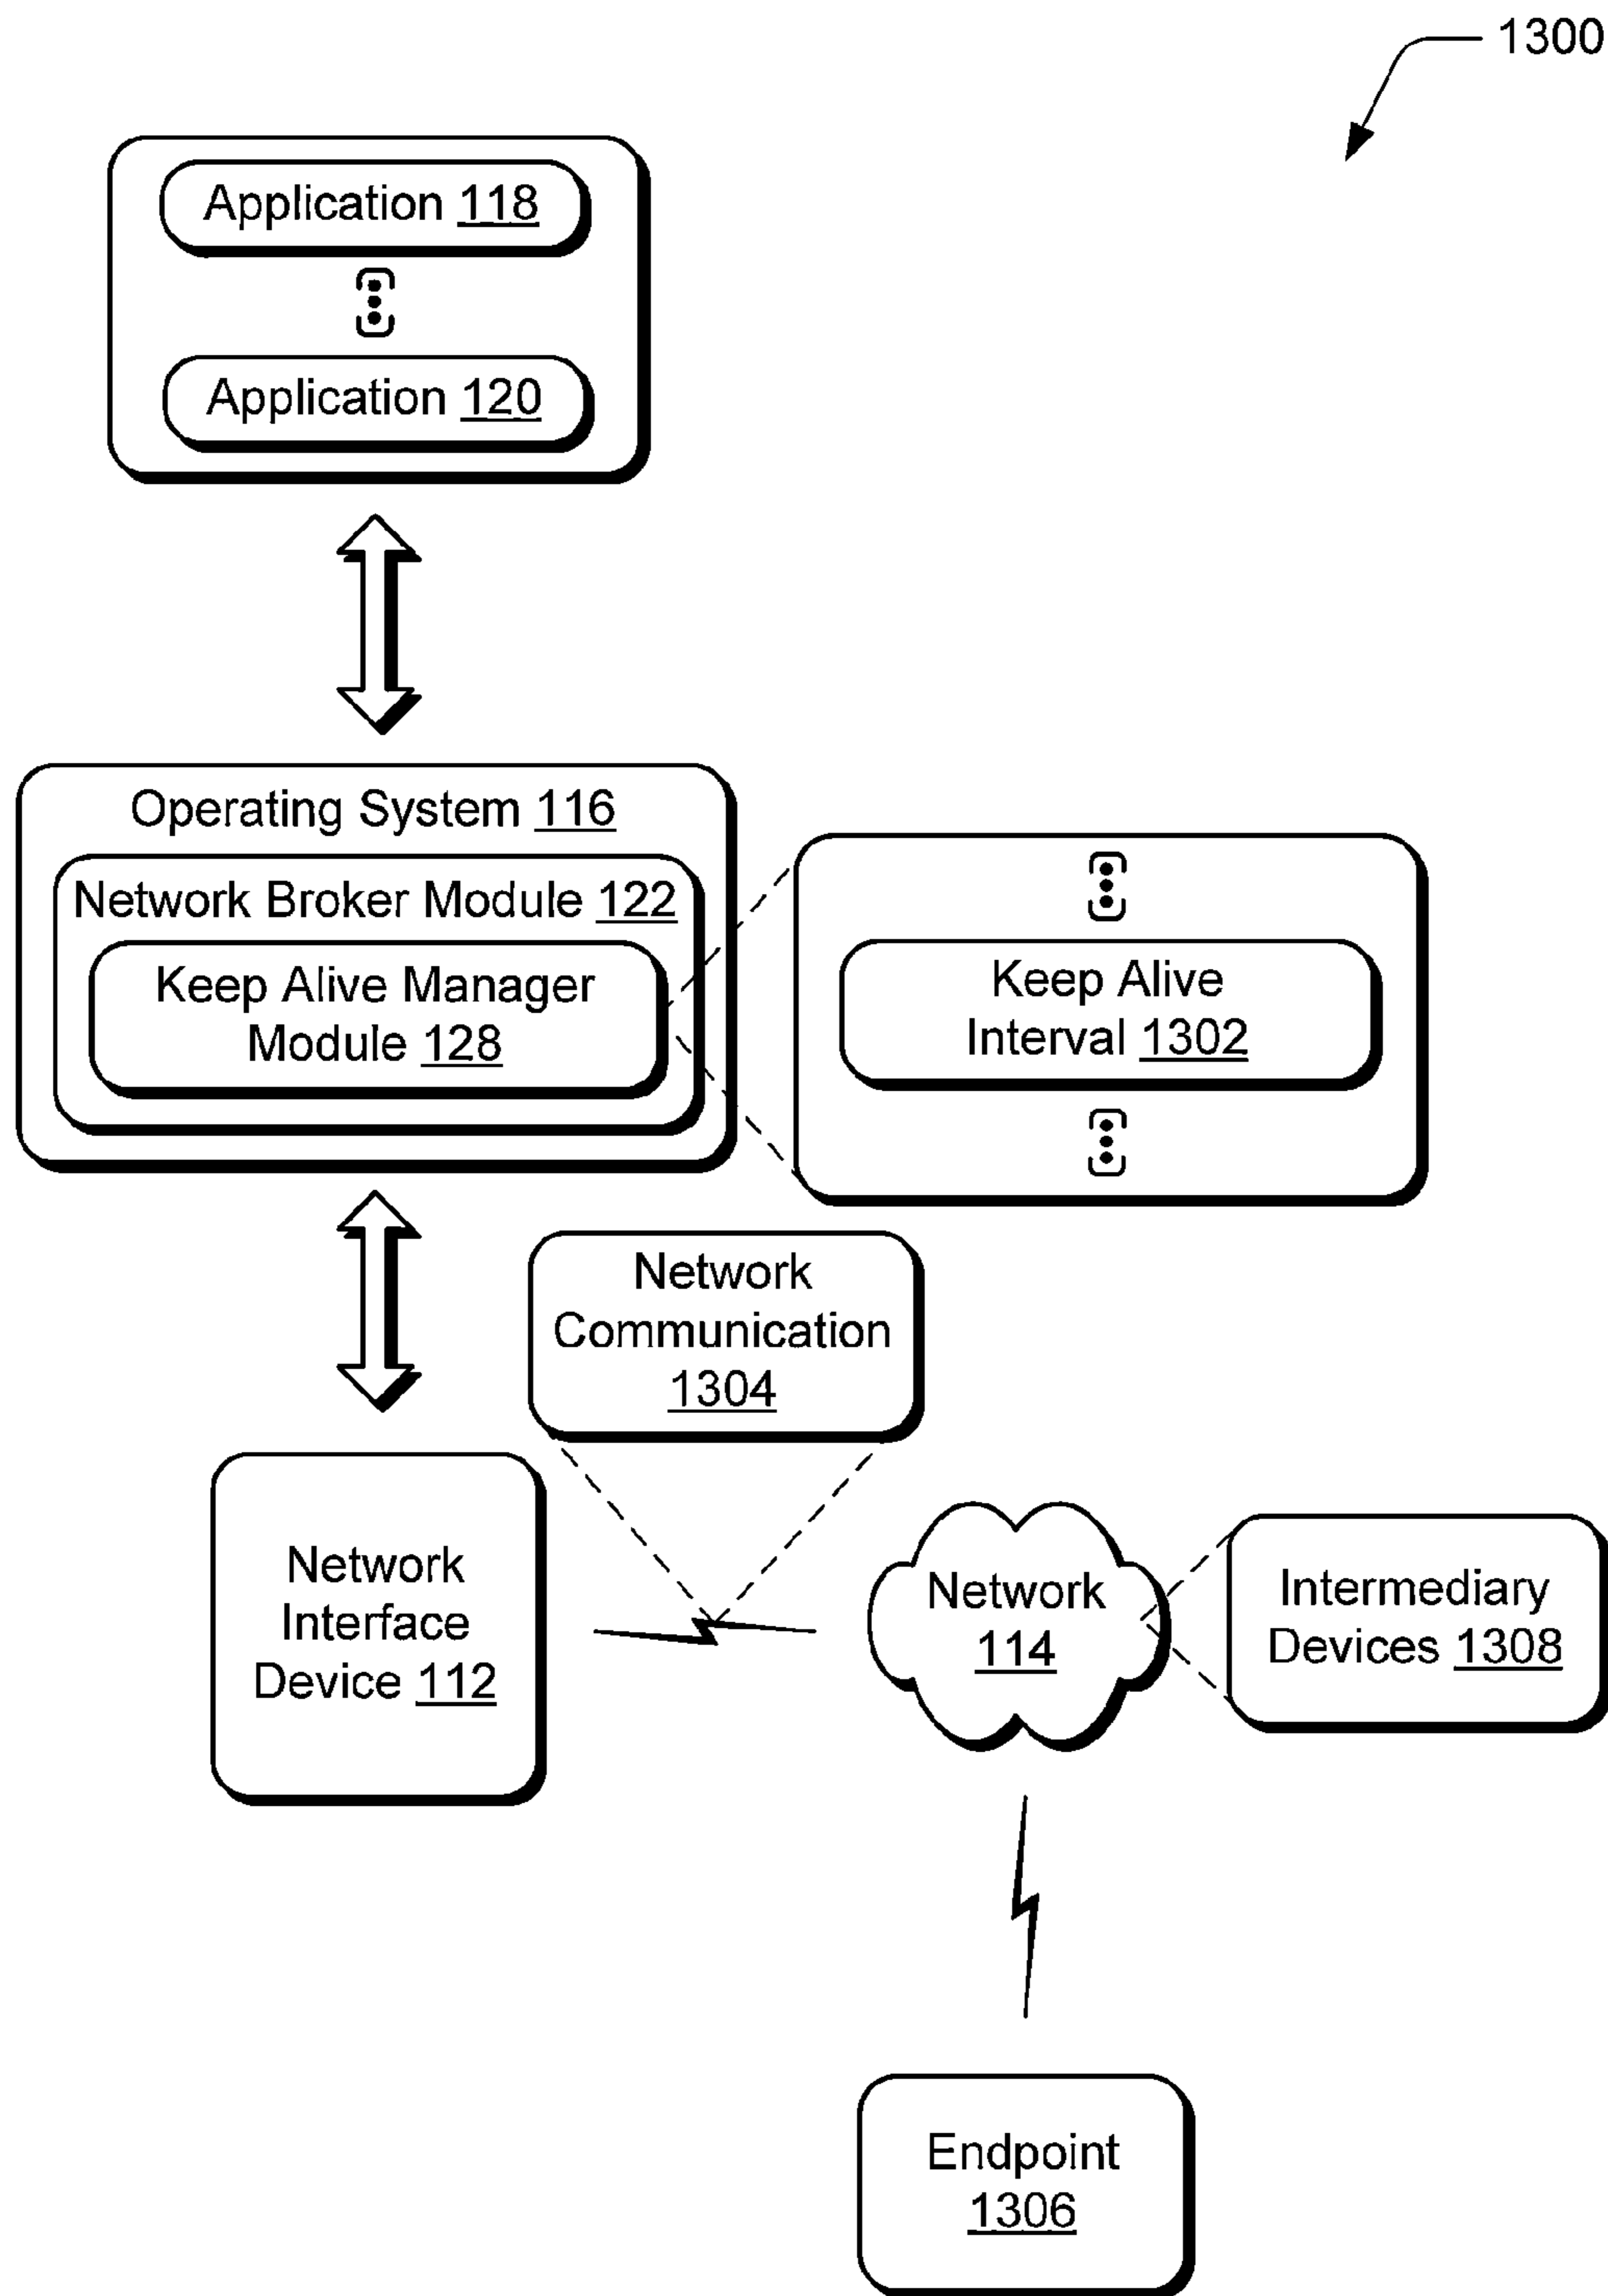 1300
Application 118
Application 120
Operating System 116
Network Broker Module 122
Keep Alive Manager
Module 128
Keep Alive
Interval 1302
Network
Communication
1304
Network
Interface
Device 112
Network
114
Intermediary
Devices 1308
Endpoint
1306